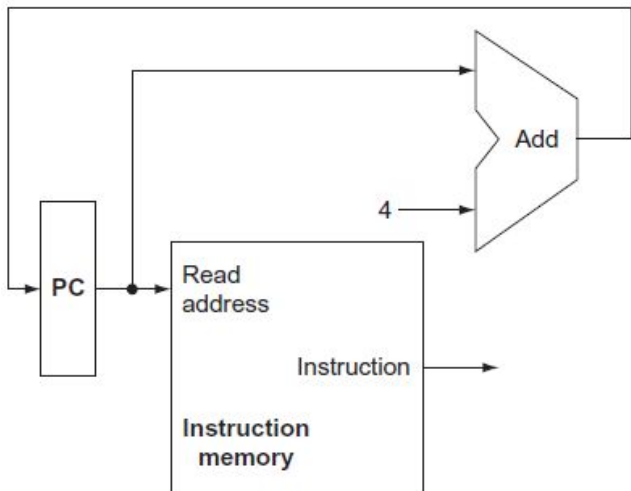 Add
4
PC
Read
address
Instruction
Instruction
memory